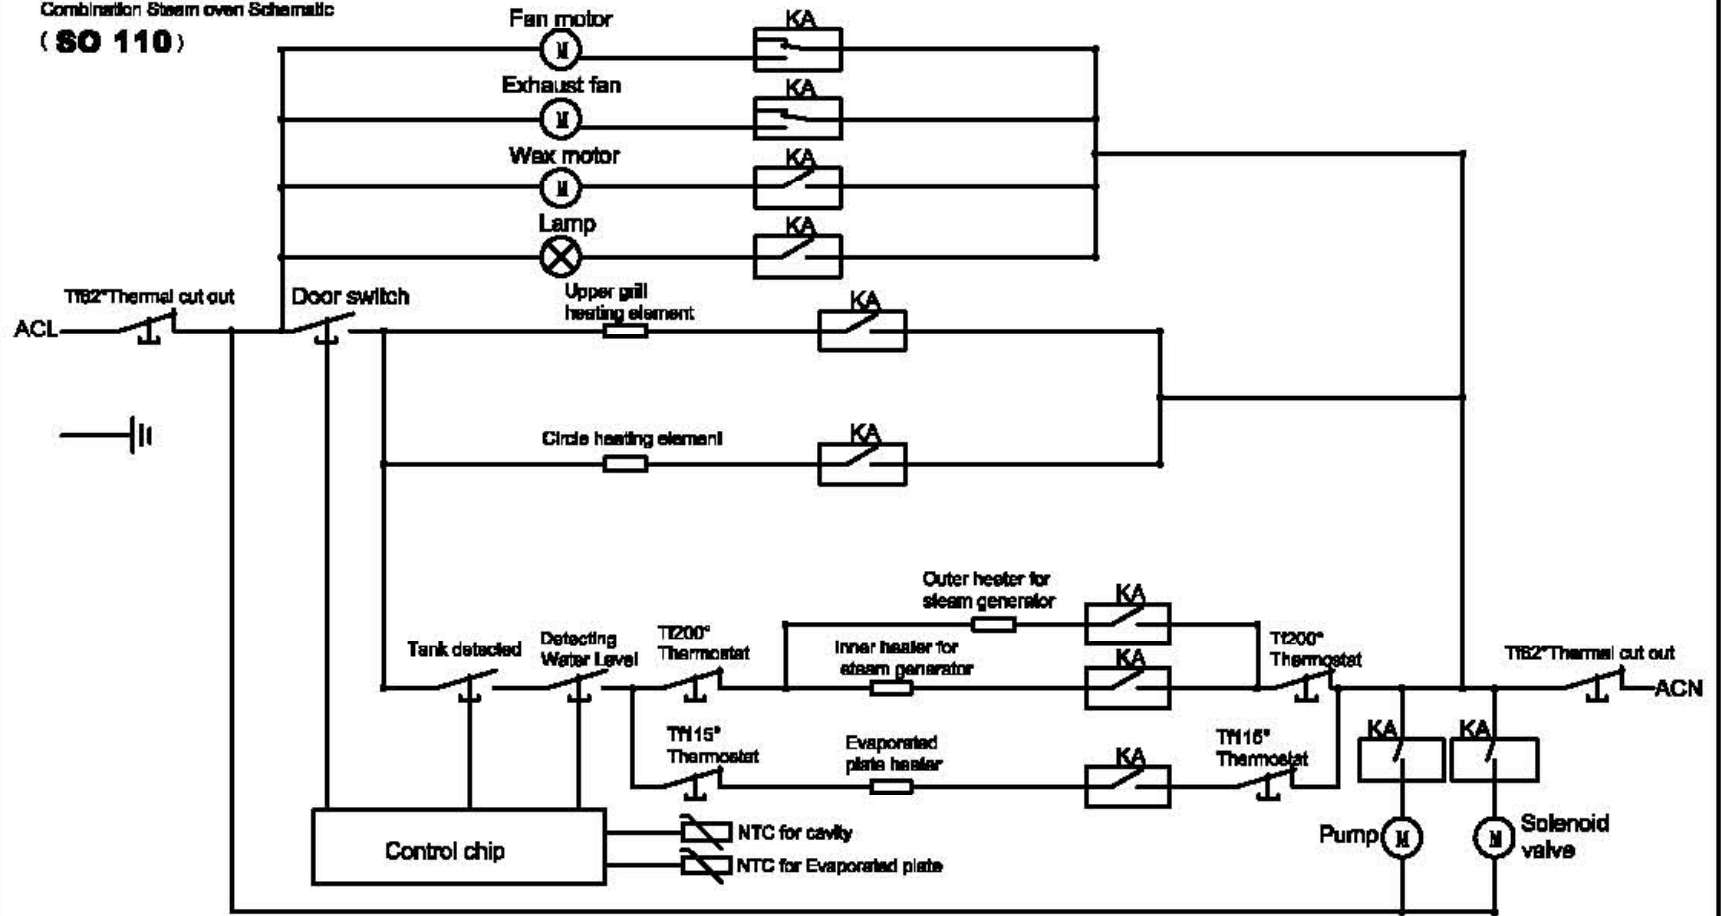 Combination Steam oven Schematic
( SO 110 )
Fan motor
KA
M
Exhaust fan
KA
M
Wax motor
KA
M
Lamp
KA
Tf82°Thermal cut out
Door switch
Upper grill
heating element
KA
ACL
Circle heating element
KA
Outer heater for
steam generator
KA
Tank detected
Detecting
Water Level
Tf200°
Thermostat
Inner heater for
steam generator
KA
Tf200°
Thermostat
Tf82°Thermal cut out
ACN
Tf115°
Thermostat
Evaporated
plate heater
KA
Tf115°
Thermostat
KA
KA
Control chip
NTC for cavity
NTC for Evaporated plate
Pump
M
M
Solenoid
valve